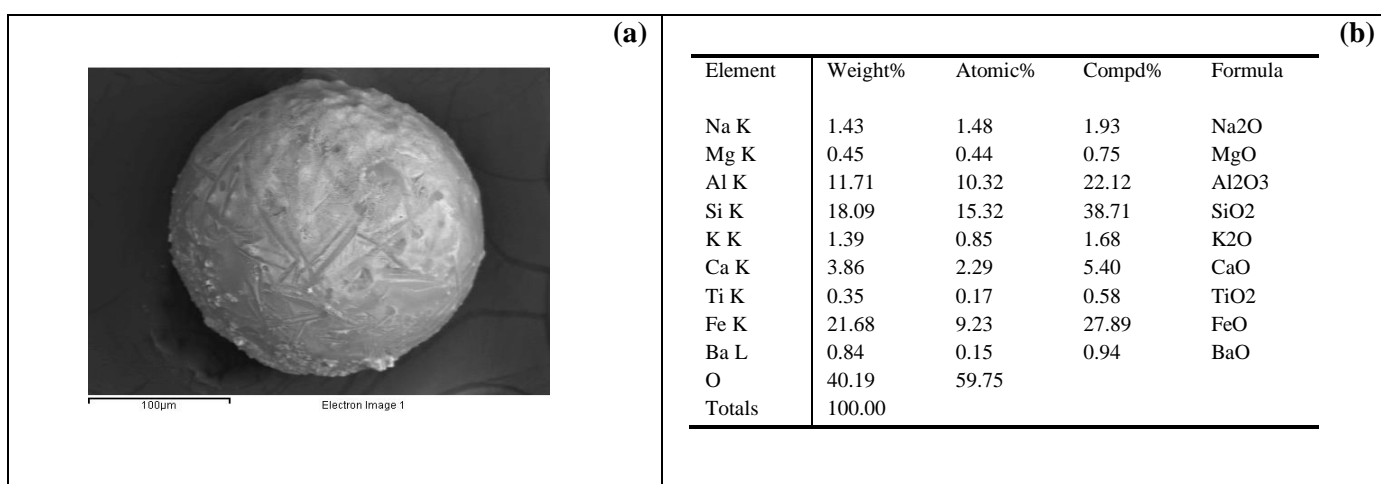 (a)
100µm
Electron Image 1
(b)
Element Weight% Atomic% Compd% Formula
Na K 1.43 1.48 1.93 Na2O
Mg K 0.45 0.44 0.75 MgO
Al K 11.71 10.32 22.12 Al2O3
Si K 18.09 15.32 38.71 SiO2
K K 1.39 0.85 1.68 K2O
Ca K 3.86 2.29 5.40 CaO
Ti K 0.35 0.17 0.58 TiO2
Fe K 21.68 9.23 27.89 FeO
Ba L 0.84 0.15 0.94 BaO
O 40.19 59.75
Totals 100.00